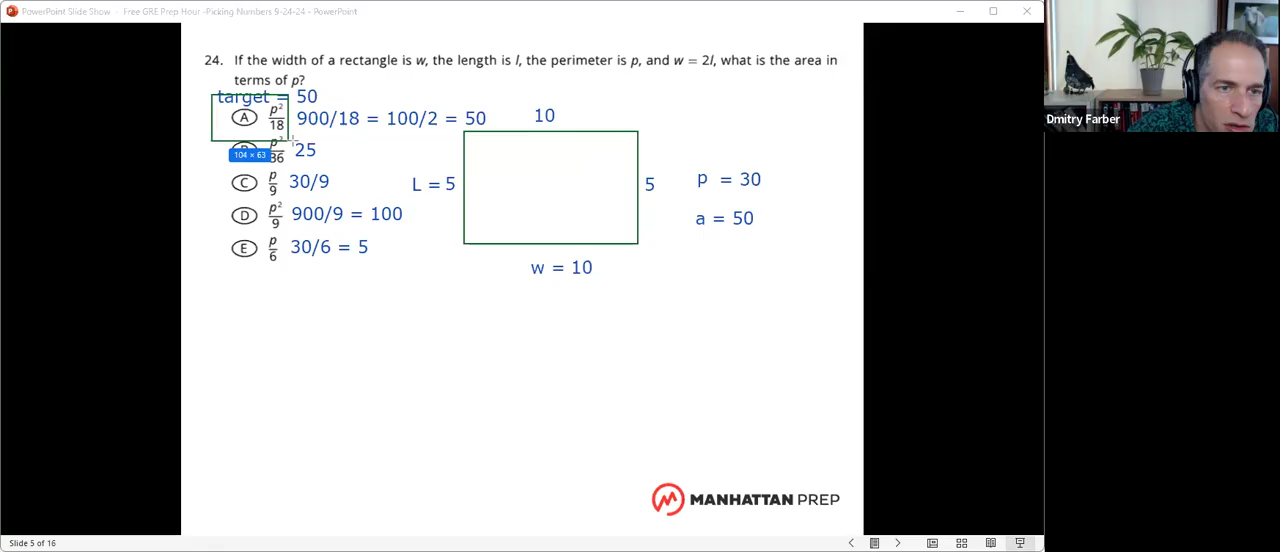 PowerPoint Slide Show - Free GRE Prep Hour -Picking Numbers 9-24-24 - PowerPoint
24. If the width of a rectangle is w, the length is l, the perimeter is p, and w = 2l, what is the area in
terms of p?
target = 50
A p²/18 900/18 = 100/2 = 50
10
p²/36 25
104 × 63
C p/9 30/9
L = 5
5
p = 30
D p²/9 900/9 = 100
a = 50
E p/6 30/6 = 5
w = 10
MANHATTAN PREP
Slide 5 of 16
Dmitry Farber